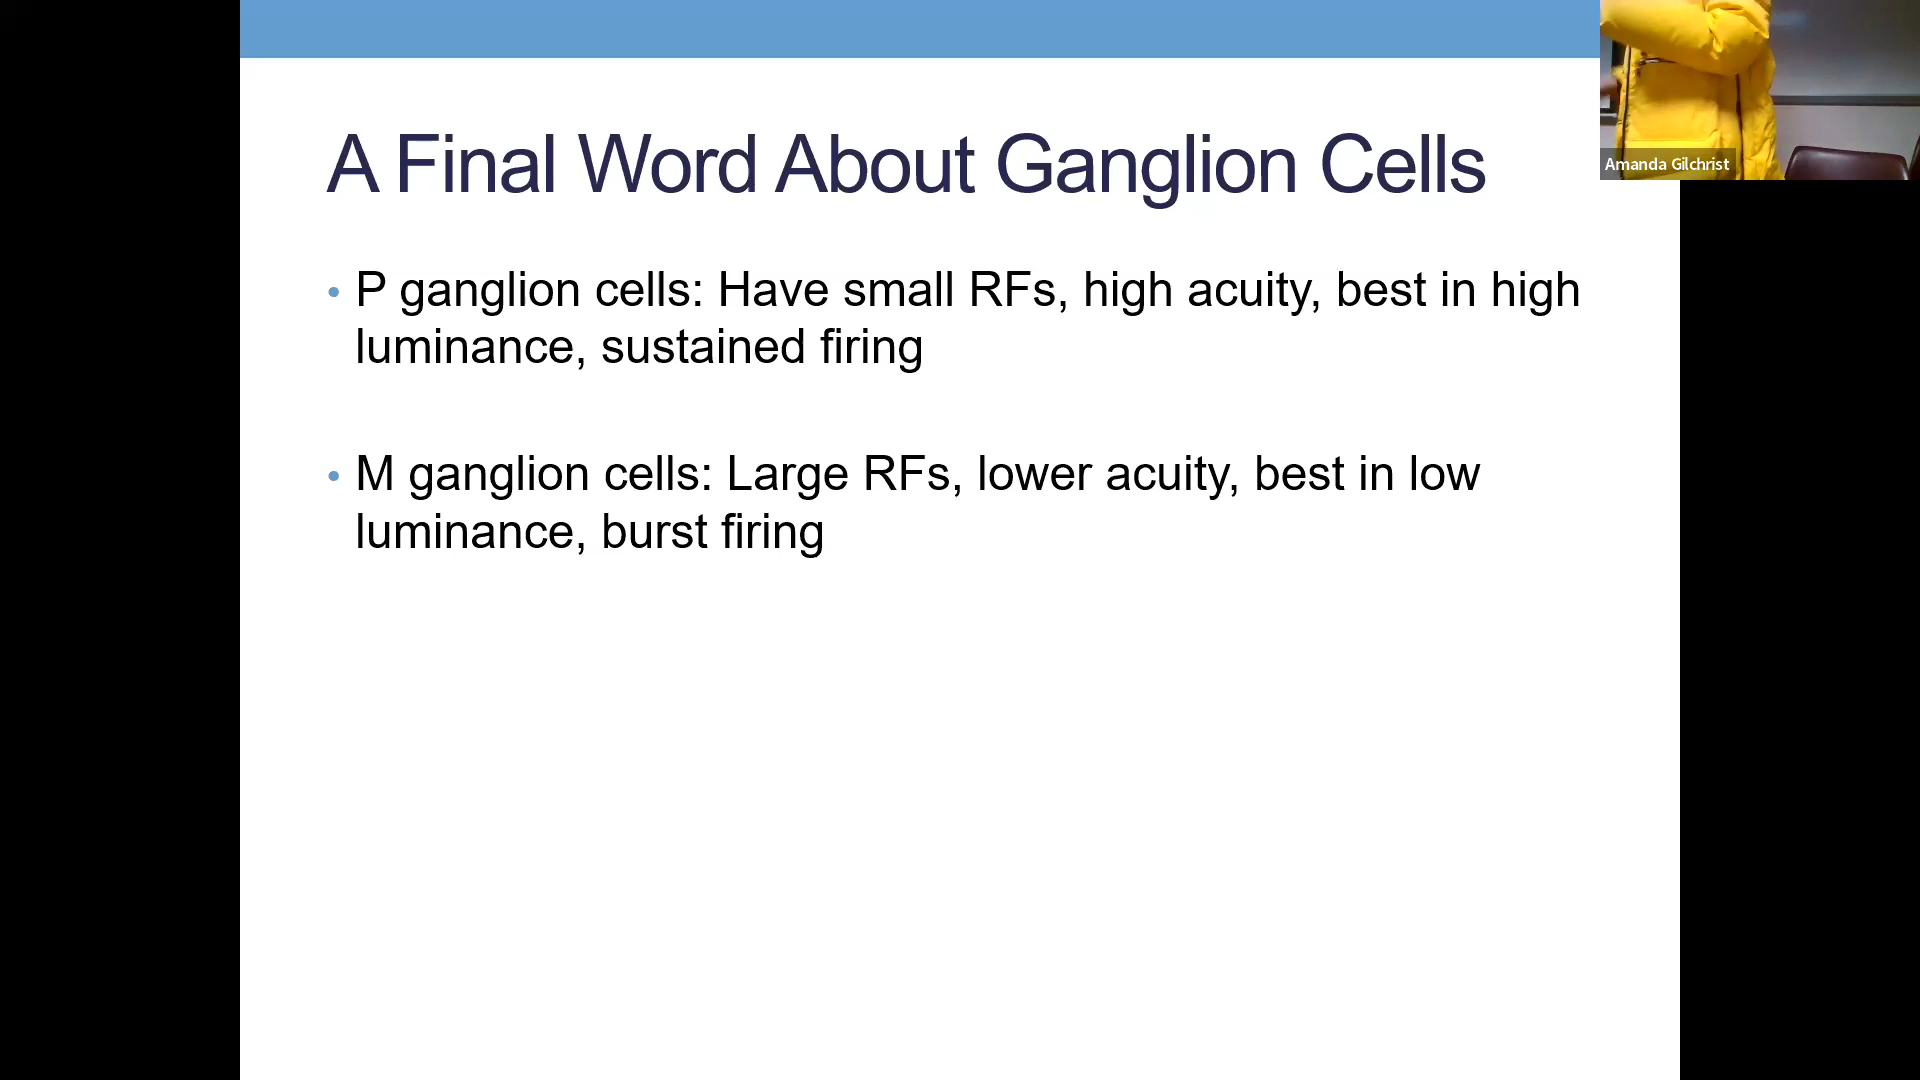 A Final Word About Ganglion Cells
• P ganglion cells: Have small RFs, high acuity, best in high
luminance, sustained firing
• M ganglion cells: Large RFs, lower acuity, best in low
luminance, burst firing
Amanda Gilchrist